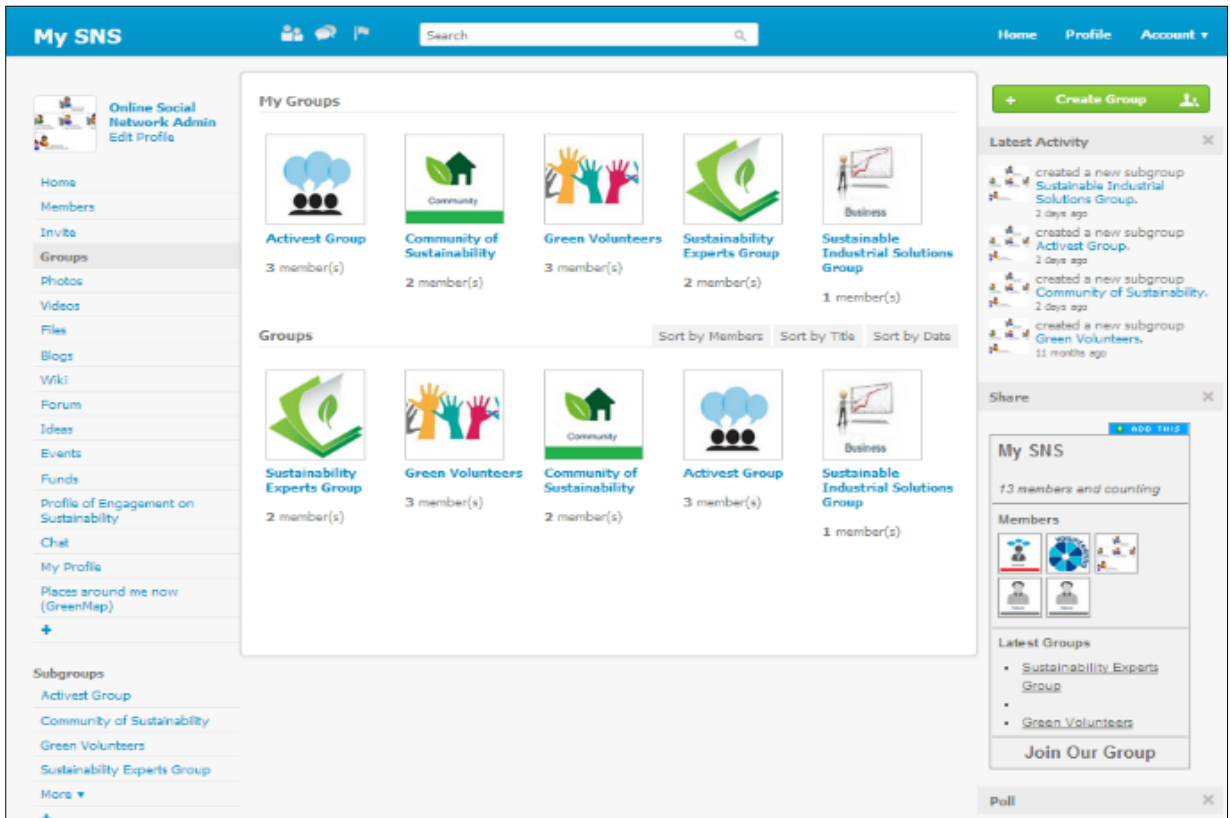 My SNS
Search
Home Profile Account ▾
Online Social
Network Admin
Edit Profile
Home
Members
Invite
Groups
Photos
Videos
Files
Blogs
Wiki
Forum
Ideas
Events
Funds
Profile of Engagement on
Sustainability
Chat
My Profile
Places around me now
(GreenMap)
+
Subgroups
Activest Group
Community of Sustainability
Green Volunteers
Sustainability Experts Group
More ▾
+
My Groups
Activest Group
3 member(s)
Community
Community of
Sustainability
2 member(s)
Green Volunteers
3 member(s)
Sustainability
Experts Group
2 member(s)
Business
Sustainable
Industrial Solutions
Group
1 member(s)
Groups
Sort by Members Sort by Title Sort by Date
Sustainability
Experts Group
2 member(s)
Green Volunteers
3 member(s)
Community
Community of
Sustainability
2 member(s)
Activest Group
3 member(s)
Business
Sustainable
Industrial Solutions
Group
1 member(s)
+ Create Group
Latest Activity
created a new subgroup
Sustainable Industrial
Solutions Group.
2 days ago
created a new subgroup
Activest Group.
2 days ago
created a new subgroup
Community of Sustainability.
2 days ago
created a new subgroup
Green Volunteers.
11 months ago
Share
+ ADD THIS
My SNS
13 members and counting
Members
Latest Groups
Sustainability Experts
Group
Green Volunteers
Join Our Group
Poll